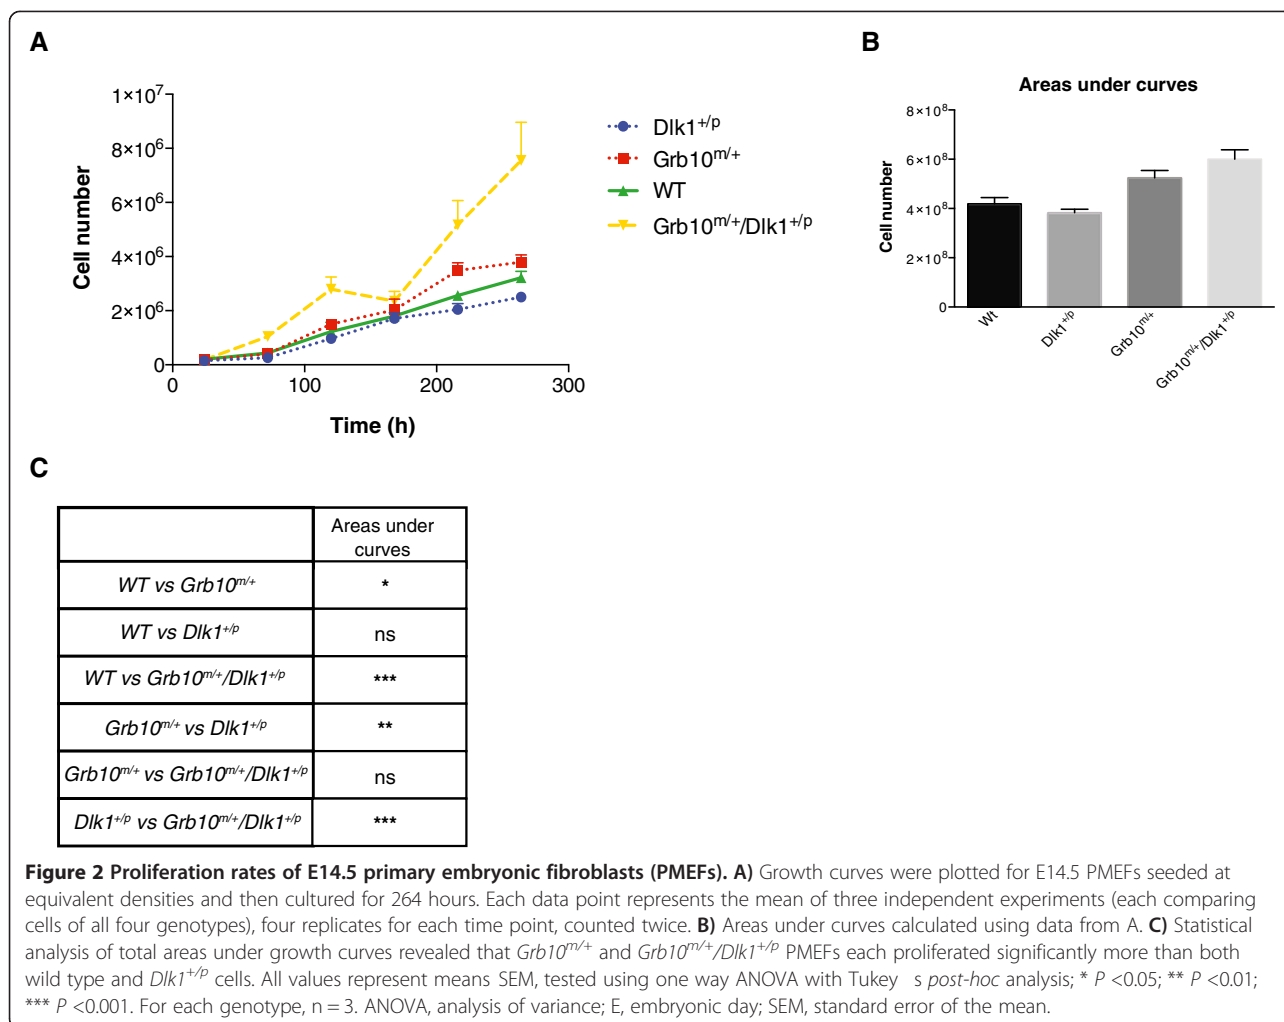 A
1×10⁷
8×10⁶
6×10⁶
4×10⁶
2×10⁶
0
0
100
200
300
Cell number
Time (h)
Dlk1⁺/ᵖ
Grb10ᵐ/⁺
WT
Grb10ᵐ/⁺/Dlk1⁺/ᵖ
B
Areas under curves
8×10⁸
6×10⁸
4×10⁸
2×10⁸
0
Cell number
Wt
Dlk1⁺/ᵖ
Grb10ᵐ/⁺
Grb10ᵐ/⁺/Dlk1⁺/ᵖ
C
Areas under
curves
WT vs Grb10ᵐ/⁺
*
WT vs Dlk1⁺/ᵖ
ns
WT vs Grb10ᵐ/⁺/Dlk1⁺/ᵖ
***
Grb10ᵐ/⁺ vs Dlk1⁺/ᵖ
**
Grb10ᵐ/⁺ vs Grb10ᵐ/⁺/Dlk1⁺/ᵖ
ns
Dlk1⁺/ᵖ vs Grb10ᵐ/⁺/Dlk1⁺/ᵖ
***
Figure 2 Proliferation rates of E14.5 primary embryonic fibroblasts (PMEFs). A) Growth curves were plotted for E14.5 PMEFs seeded at
equivalent densities and then cultured for 264 hours. Each data point represents the mean of three independent experiments (each comparing
cells of all four genotypes), four replicates for each time point, counted twice. B) Areas under curves calculated using data from A. C) Statistical
analysis of total areas under growth curves revealed that Grb10ᵐ/⁺ and Grb10ᵐ/⁺/Dlk1⁺/ᵖ PMEFs each proliferated significantly more than both
wild type and Dlk1⁺/ᵖ cells. All values represent means SEM, tested using one way ANOVA with Tukey s post-hoc analysis; * P <0.05; ** P <0.01;
*** P <0.001. For each genotype, n = 3. ANOVA, analysis of variance; E, embryonic day; SEM, standard error of the mean.